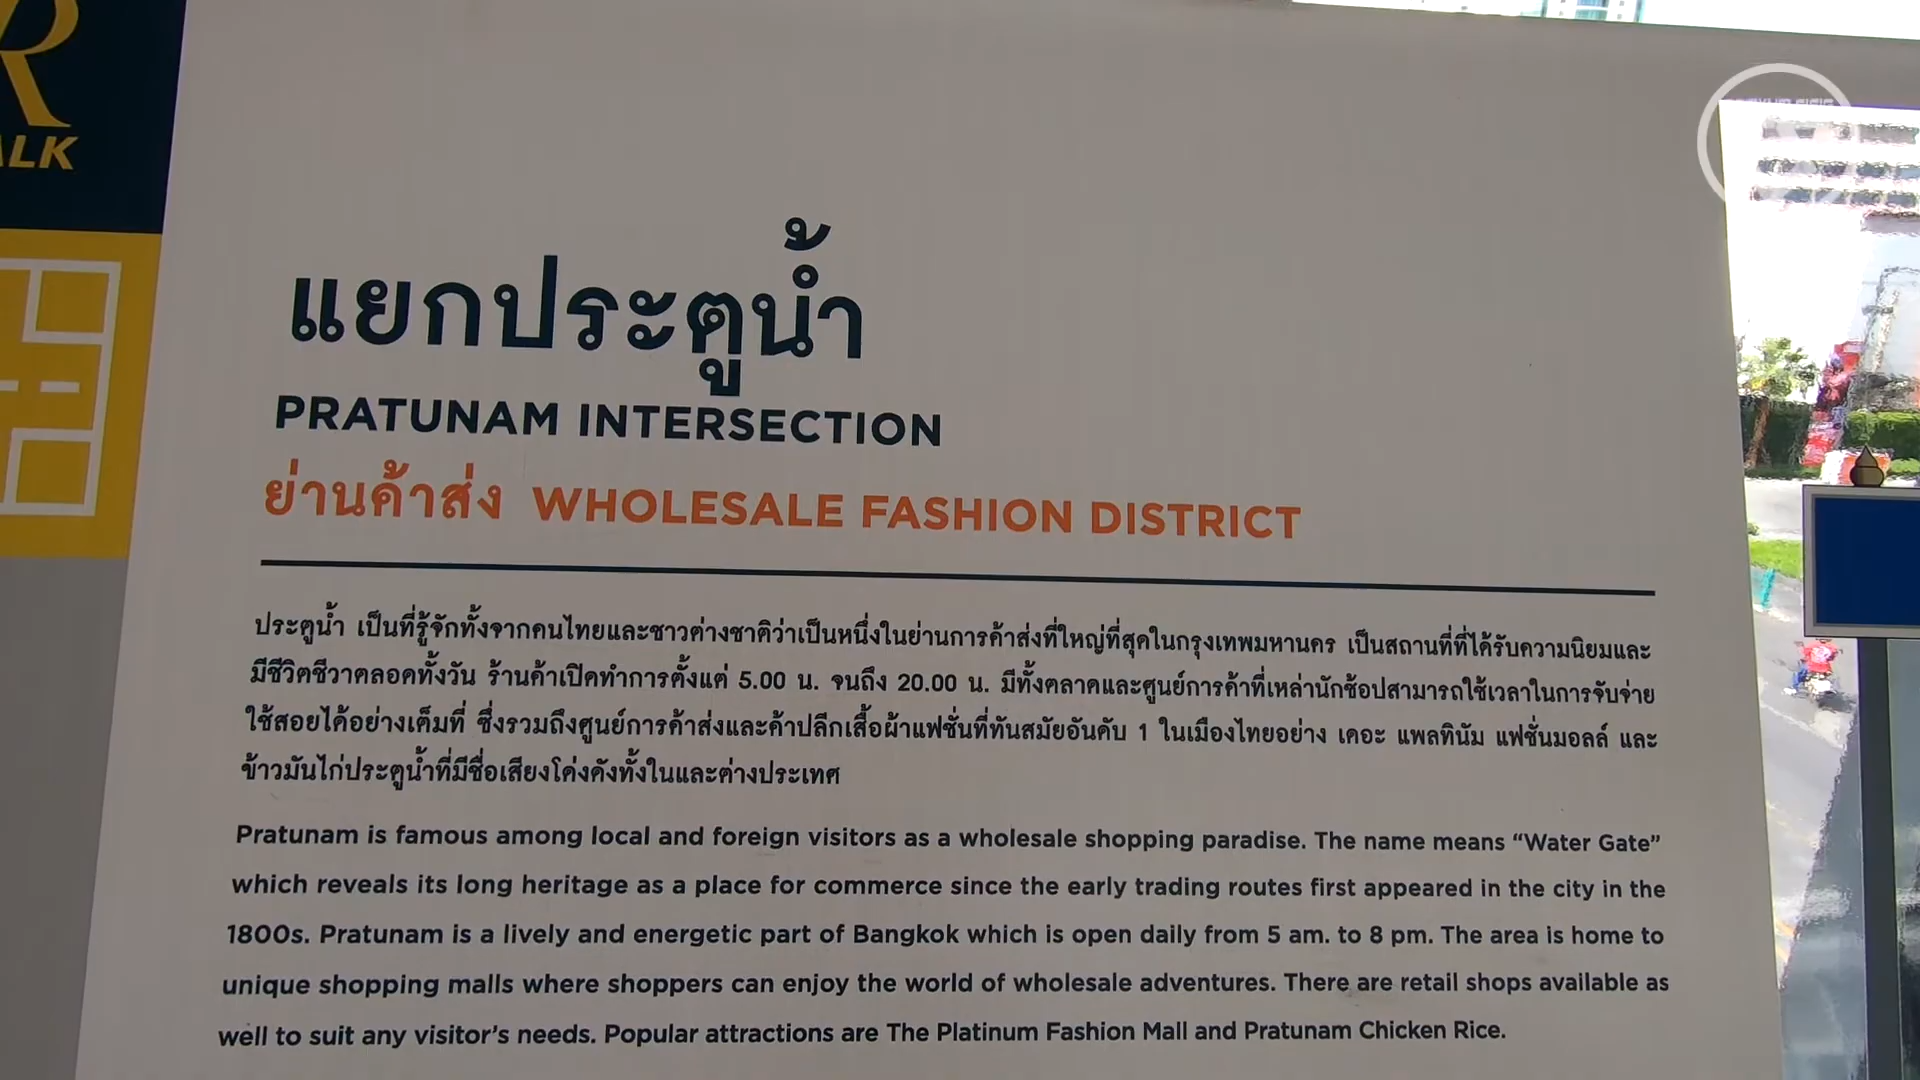 R
ALK
แยกประตูน้ำ
PRATUNAM INTERSECTION
ย่านค้าส่ง WHOLESALE FASHION DISTRICT
ประตูน้ำ เป็นที่รู้จักทั้งจากคนไทยและชาวต่างชาติว่าเป็นหนึ่งในย่านการค้าส่งที่ใหญ่ที่สุดในกรุงเทพมหานคร เป็นสถานที่ที่ได้รับความนิยมและ
มีชีวิตชีวาตลอดทั้งวัน ร้านค้าเปิดทำการตั้งแต่ 5.00 น. จนถึง 20.00 น. มีทั้งตลาดและศูนย์การค้าที่เหล่านักช้อปสามารถใช้เวลาในการจับจ่าย
ใช้สอยได้อย่างเต็มที่ ซึ่งรวมถึงศูนย์การค้าส่งและค้าปลีกเสื้อผ้าแฟชั่นที่ทันสมัยอันดับ 1 ในเมืองไทยอย่าง เดอะ แพลทินัม แฟชั่นมอลล์ และ
ข้าวมันไก่ประตูน้ำที่มีชื่อเสียงโด่งดังทั้งในและต่างประเทศ
Pratunam is famous among local and foreign visitors as a wholesale shopping paradise. The name means “Water Gate”
which reveals its long heritage as a place for commerce since the early trading routes first appeared in the city in the
1800s. Pratunam is a lively and energetic part of Bangkok which is open daily from 5 am. to 8 pm. The area is home to
unique shopping malls where shoppers can enjoy the world of wholesale adventures. There are retail shops available as
well to suit any visitor’s needs. Popular attractions are The Platinum Fashion Mall and Pratunam Chicken Rice.